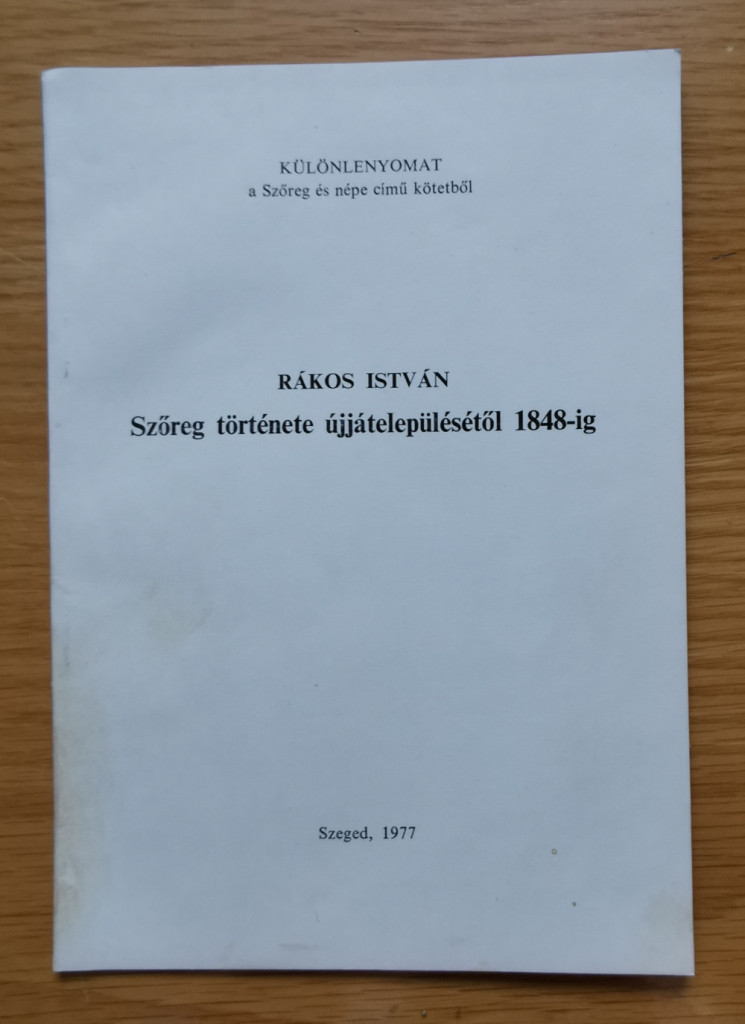 KÜLÖNLENYOMAT
a Szőreg és népe című kötetből
RÁKOS ISTVÁN
Szőreg története újjátelepülésétől 1848-ig
Szeged, 1977